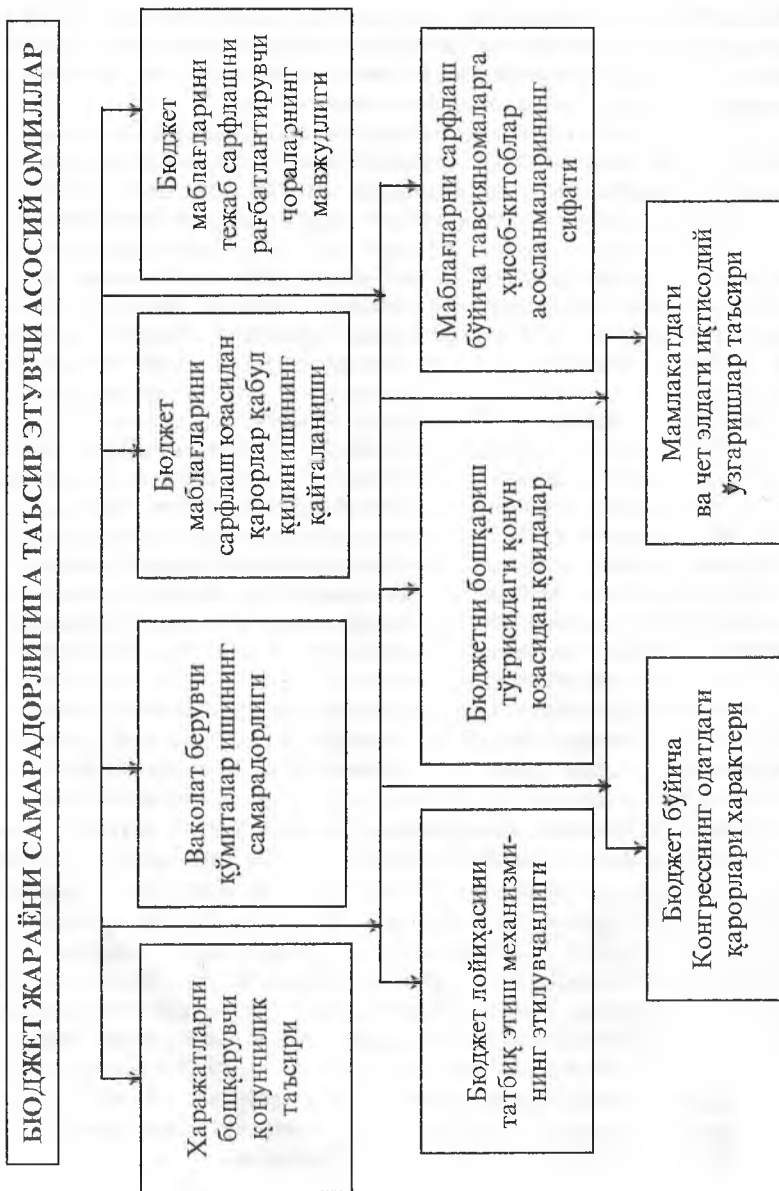 БЮДЖЕТ ЖАРАЁНИ САМАРАДОРЛИГИГА ТАЪСИР ЭТУВЧИ АСОСИЙ ОМИЛЛАР
Харажатларни
бошқарувчи
қонунчилик
таъсири
Ваколат берувчи
қўмиталар ишининг
самарадорлиги
Бюджет
маблағларини
сарфлаш юзасидан
қарорлар қабул
қилинишининг
қайталаниши
Бюджет
маблағларини
тежаб сарфлашни
рағбатлантирувчи
чораларнинг
мавжуллиги
Бюджет лойихасини
татбиқ этиш механизми-
нинг этилувчанлиги
Бюджетни бошқариш
тўғрисидаги қонун
юзасидан қоидалар
Маблағларни сарфлаш
бўйича тавсияномаларга
ҳисоб-китоблар
асосланмаларининг
сифати
Бюджет бўйича
Конгресснинг одатдаги
қарорлари характери
Мамлакатдаги
ва чет элдаги иқтисодий
ўзгаришлар таъсири